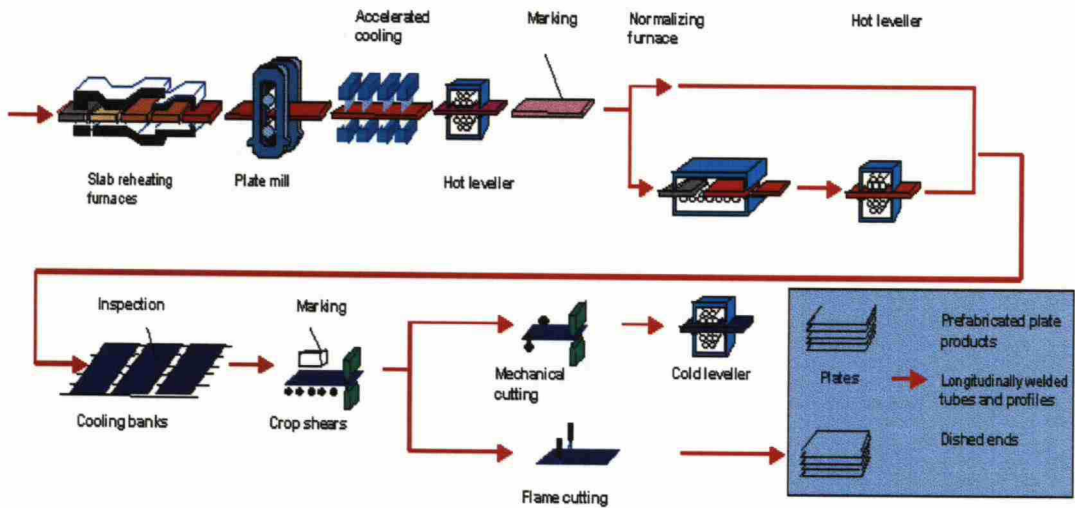 Accelerated
cooling
Marking
Normalizing
furnace
Hot leveller
Slab reheating
furnaces
Plate mill
Hot leveller
Inspection
Marking
Cooling banks
Crop shears
Mechanical
cutting
Cold leveller
Flame cutting
Plates
Prefabricated plate
products
Longitudinally welded
tubes and profiles
Dished ends